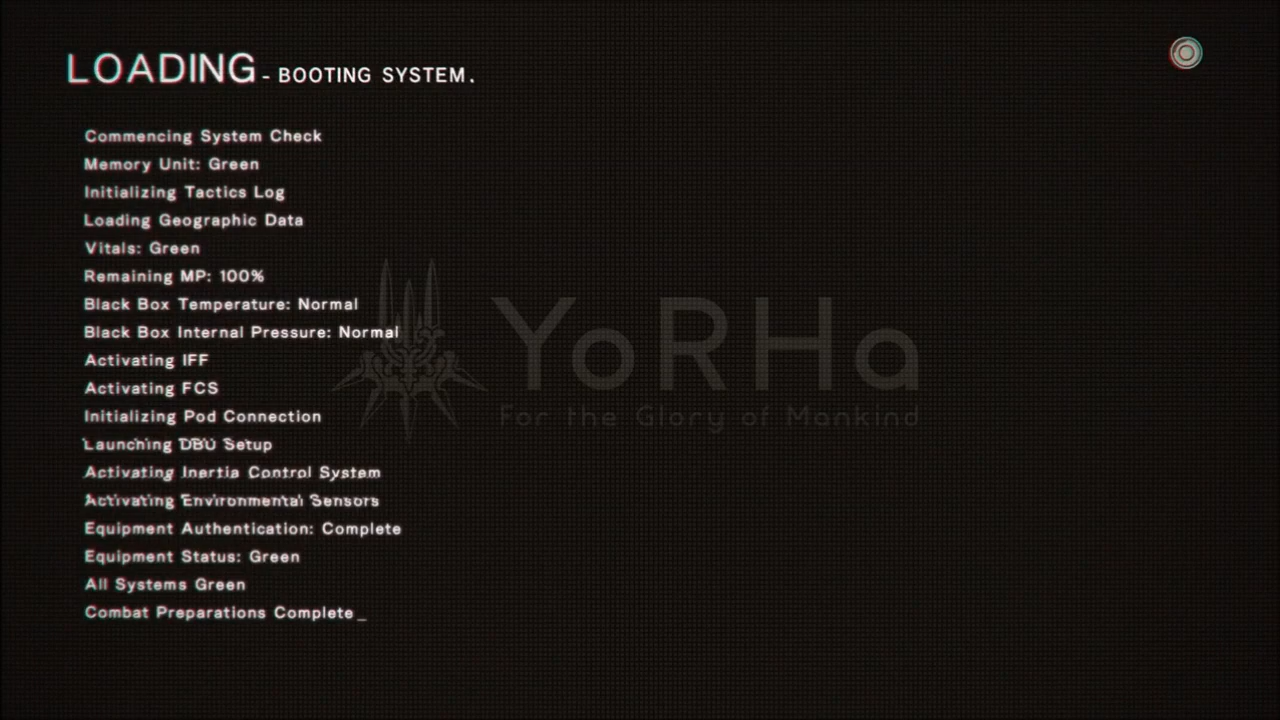 LOADING - BOOTING SYSTEM.
Commencing System Check
Memory Unit: Green
Initializing Tactics Log
Loading Geographic Data
Vitals: Green
Remaining MP: 100%
Black Box Temperature: Normal
Black Box Internal Pressure: Normal
Activating IFF
Activating FCS
Initializing Pod Connection
Launching DBU Setup
Activating Inertia Control System
Activating Environmental Sensors
Equipment Authentication: Complete
Equipment Status: Green
All Systems Green
Combat Preparations Complete_
YoRHa
For the Glory of Mankind